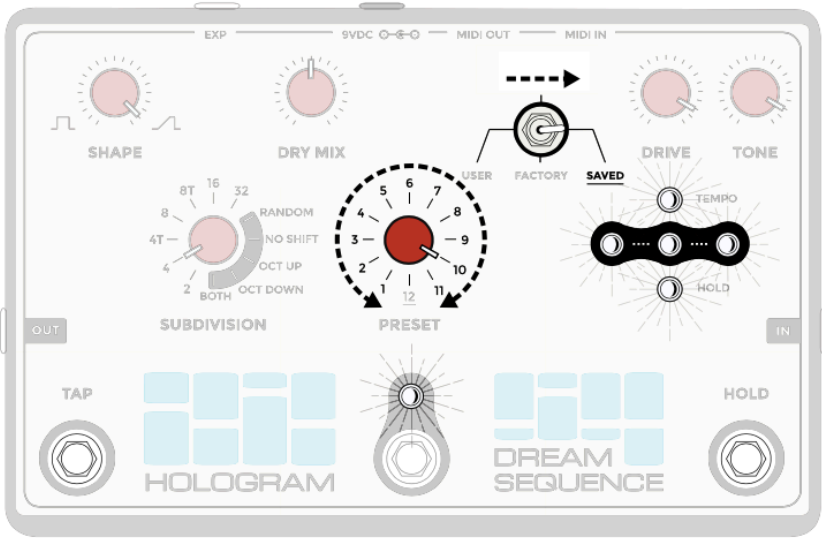 EXP 9VDC MIDI OUT MIDI IN
SHAPE
DRY MIX
USER FACTORY SAVED
DRIVE
TONE
2
4
4T
8
8T
16
32
RANDOM
NO SHIFT
OCT UP
OCT DOWN
BOTH
SUBDIVISION
1
2
3
4
5
6
7
8
9
10
11
12
PRESET
TEMPO
HOLD
OUT
IN
TAP
HOLD
HOLOGRAM
DREAM
SEQUENCE